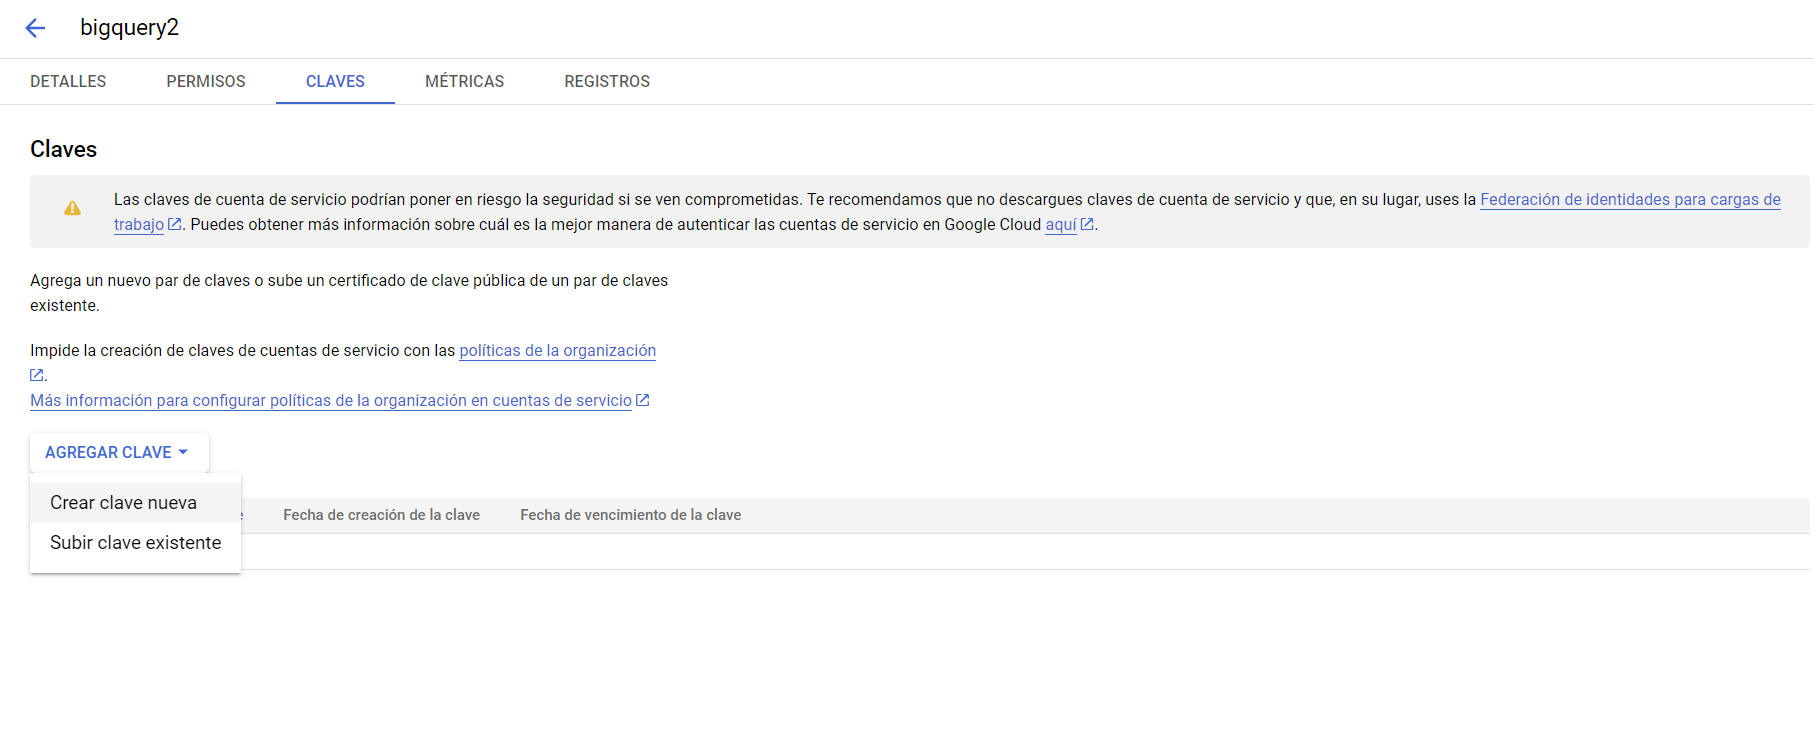 bigquery2
DETALLES PERMISOS CLAVES MÉTRICAS REGISTROS
Claves
Las claves de cuenta de servicio podrían poner en riesgo la seguridad si se ven comprometidas. Te recomendamos que no descargues claves de cuenta de servicio y que, en su lugar, uses la Federación de identidades para cargas de
trabajo. Puedes obtener más información sobre cuál es la mejor manera de autenticar las cuentas de servicio en Google Cloud aquí.
Agrega un nuevo par de claves o sube un certificado de clave pública de un par de claves
existente.
Impide la creación de claves de cuentas de servicio con las políticas de la organización
.
Más información para configurar políticas de la organización en cuentas de servicio
AGREGAR CLAVE
Crear clave nueva
Fecha de creación de la clave Fecha de vencimiento de la clave
Subir clave existente